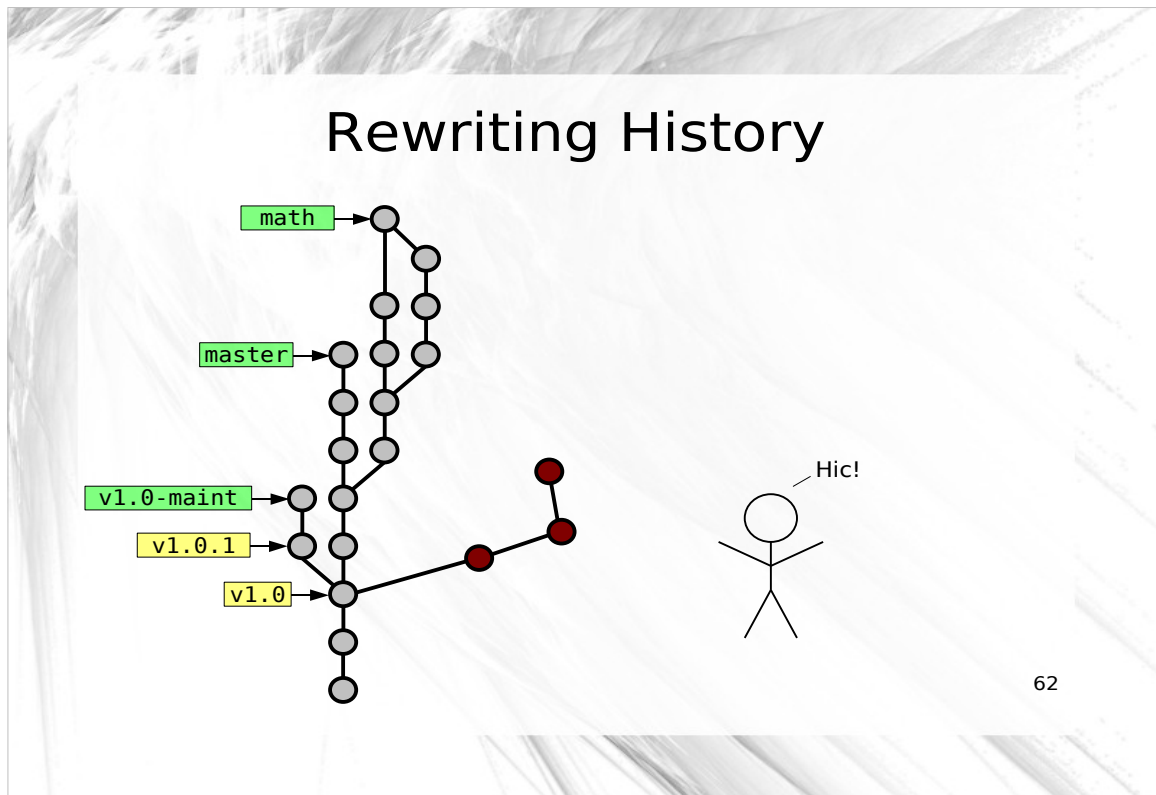 Rewriting History
math
master
Hic!
v1.0-maint
v1.0.1
v1.0
62